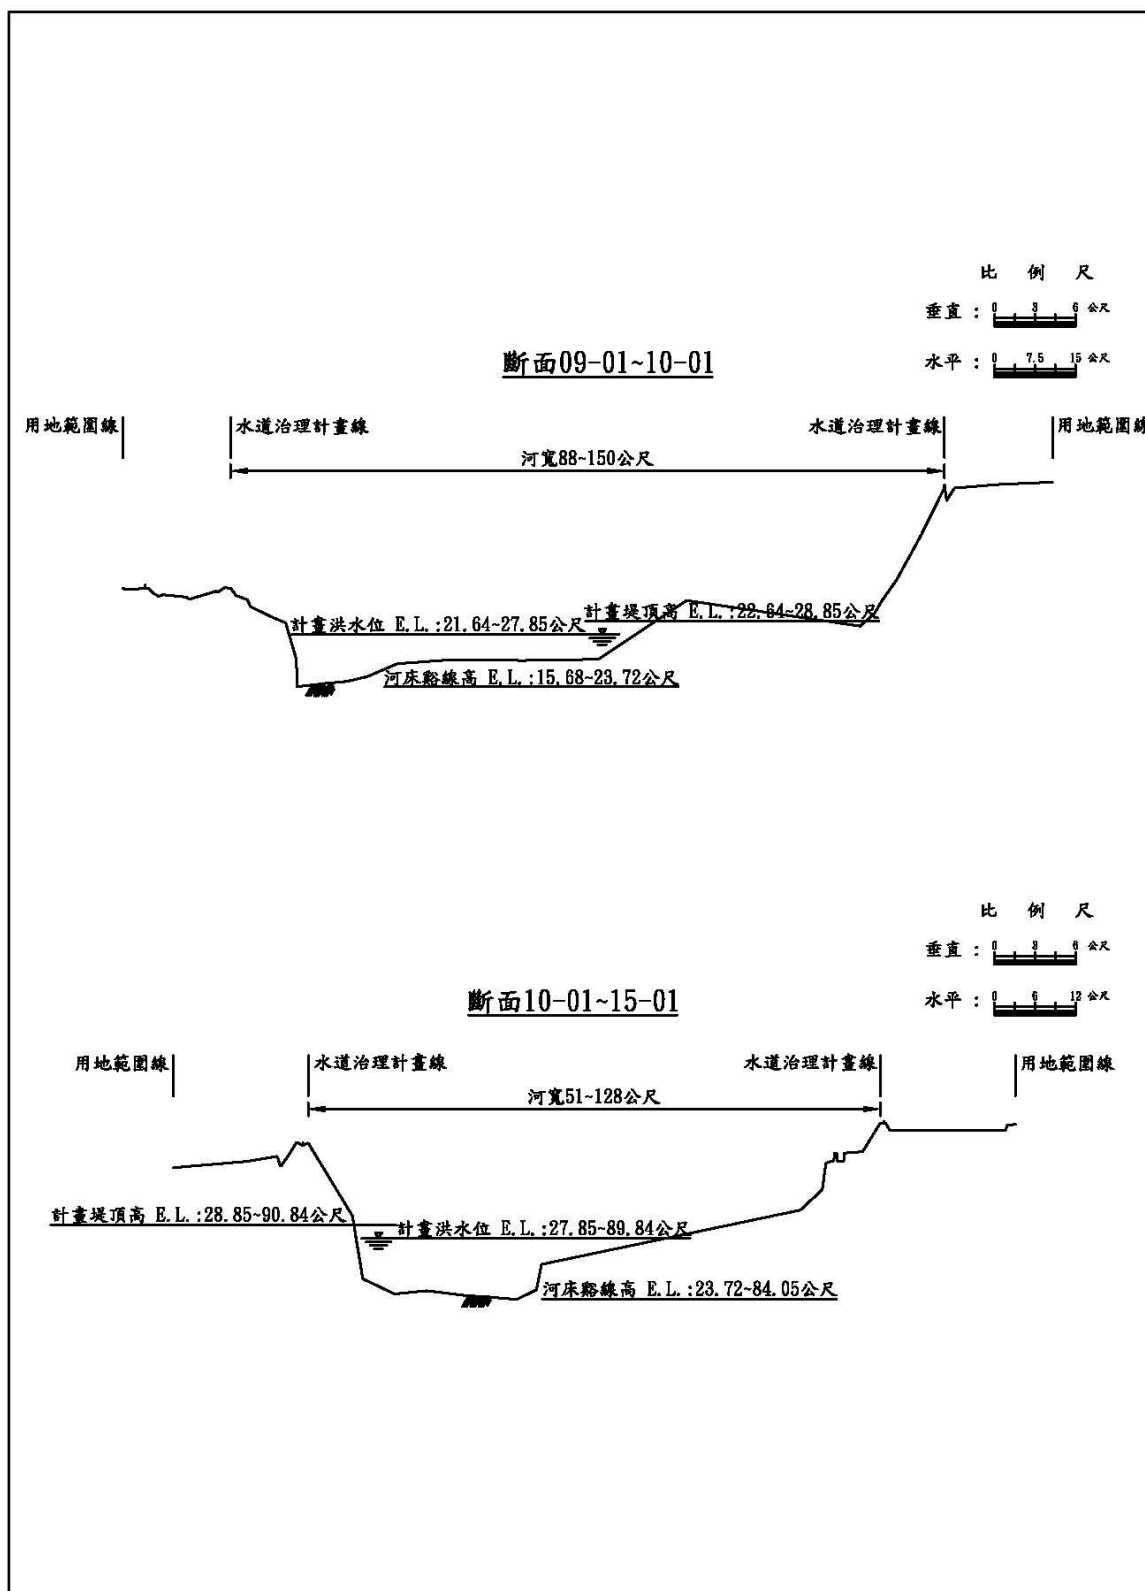 比 例 尺
垂直 : 0 3 6 公尺
水平 : 0 7.5 15 公尺
斷面09-01~10-01
用地範圍線 水道治理計畫線 水道治理計畫線 用地範圍線
河寬88~150公尺
計畫堤頂高 E.L.:22.64~28.85公尺
計畫洪水位 E.L.:21.64~27.85公尺
河床谿線高 E.L.:15.68~23.72公尺
比 例 尺
垂直 : 0 3 6 公尺
水平 : 0 6 12 公尺
斷面10-01~15-01
用地範圍線 水道治理計畫線 水道治理計畫線 用地範圍線
河寬51~128公尺
計畫堤頂高 E.L.:28.85~90.84公尺
計畫洪水位 E.L.:27.85~89.84公尺
河床谿線高 E.L.:23.72~84.05公尺